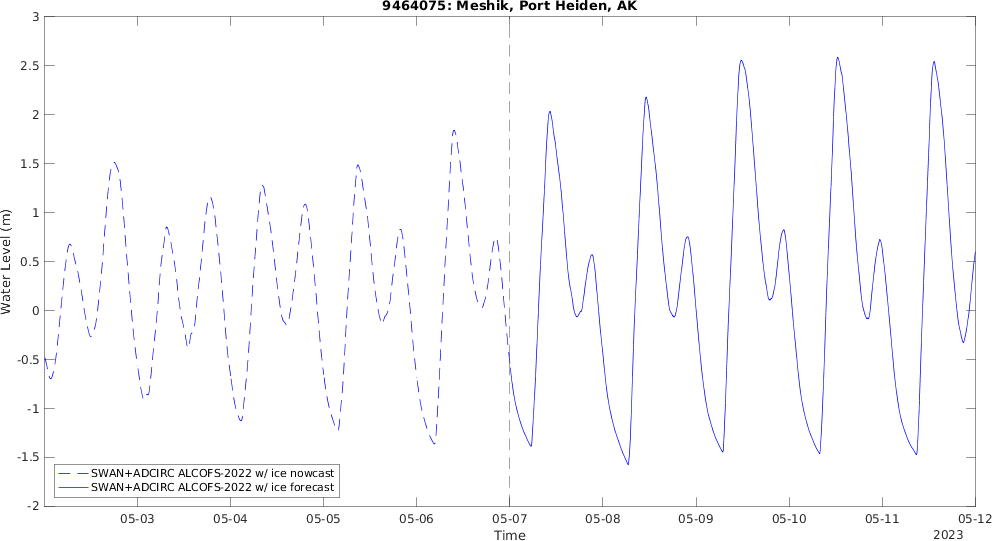 9464075: Meshik, Port Heiden, AK
3
2.5
2
1.5
1
0.5
0
-0.5
-1
-1.5
-2
Water Level (m)
SWAN+ADCIRC ALCOFS-2022 w/ ice nowcast
SWAN+ADCIRC ALCOFS-2022 w/ ice forecast
05-03 05-04 05-05 05-06 05-07 05-08 05-09 05-10 05-11 05-12
Time
2023